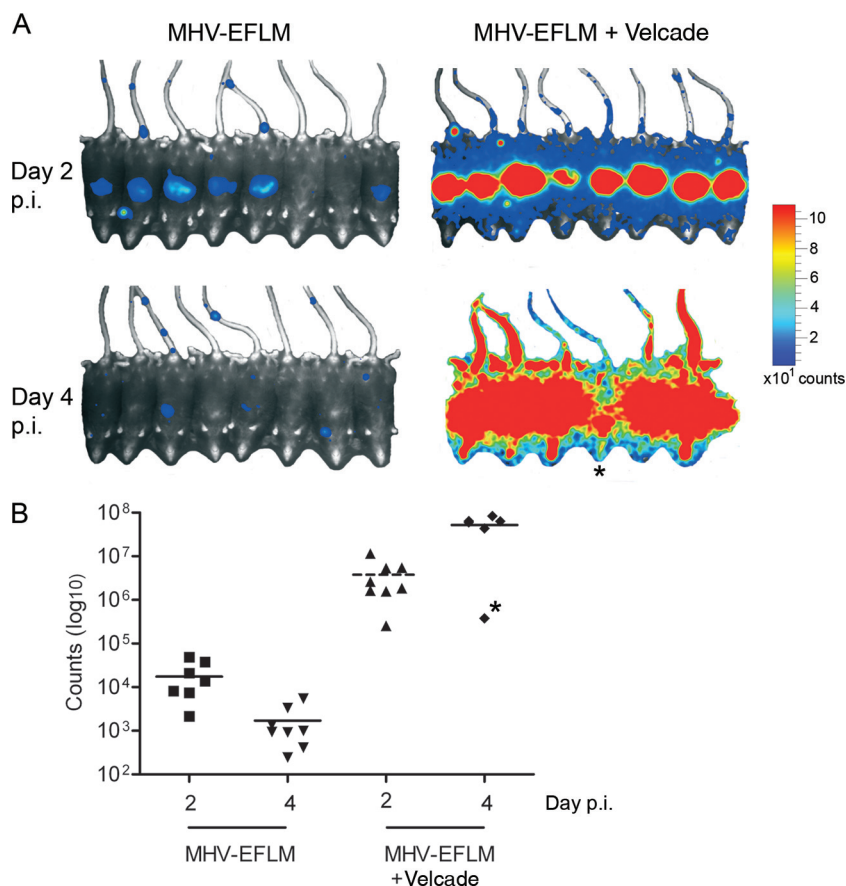 A
MHV-EFLM
MHV-EFLM + Velcade
Day 2
p.i.
10
8
6
4
2
x10¹ counts
Day 4
p.i.
*
B
Counts (log10)
10⁸
10⁷
10⁶
10⁵
10⁴
10³
10²
*
2
4
2
4
Day p.i.
MHV-EFLM
MHV-EFLM
+Velcade